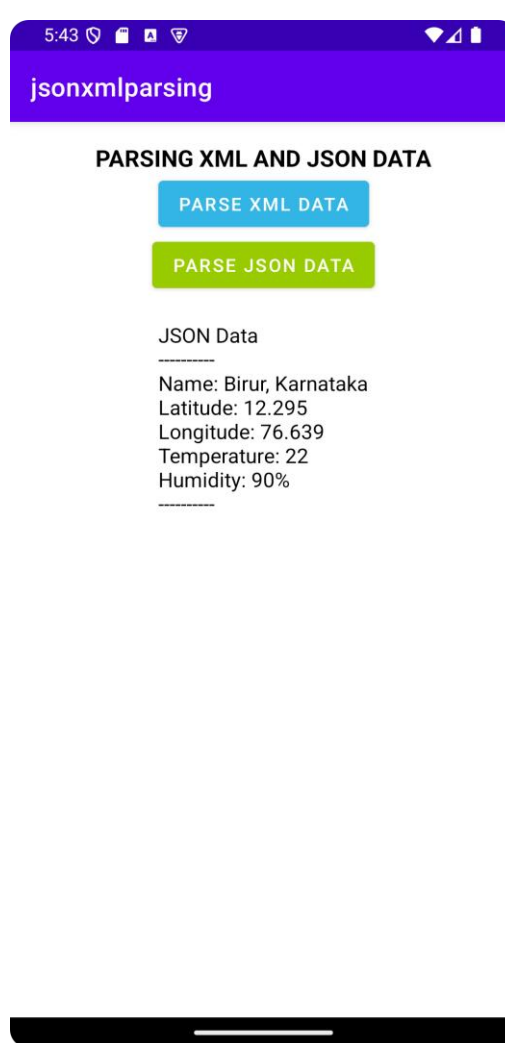 5:43
jsonxmlparsing
PARSING XML AND JSON DATA
PARSE XML DATA
PARSE JSON DATA
JSON Data
----------
Name: Birur, Karnataka
Latitude: 12.295
Longitude: 76.639
Temperature: 22
Humidity: 90%
----------